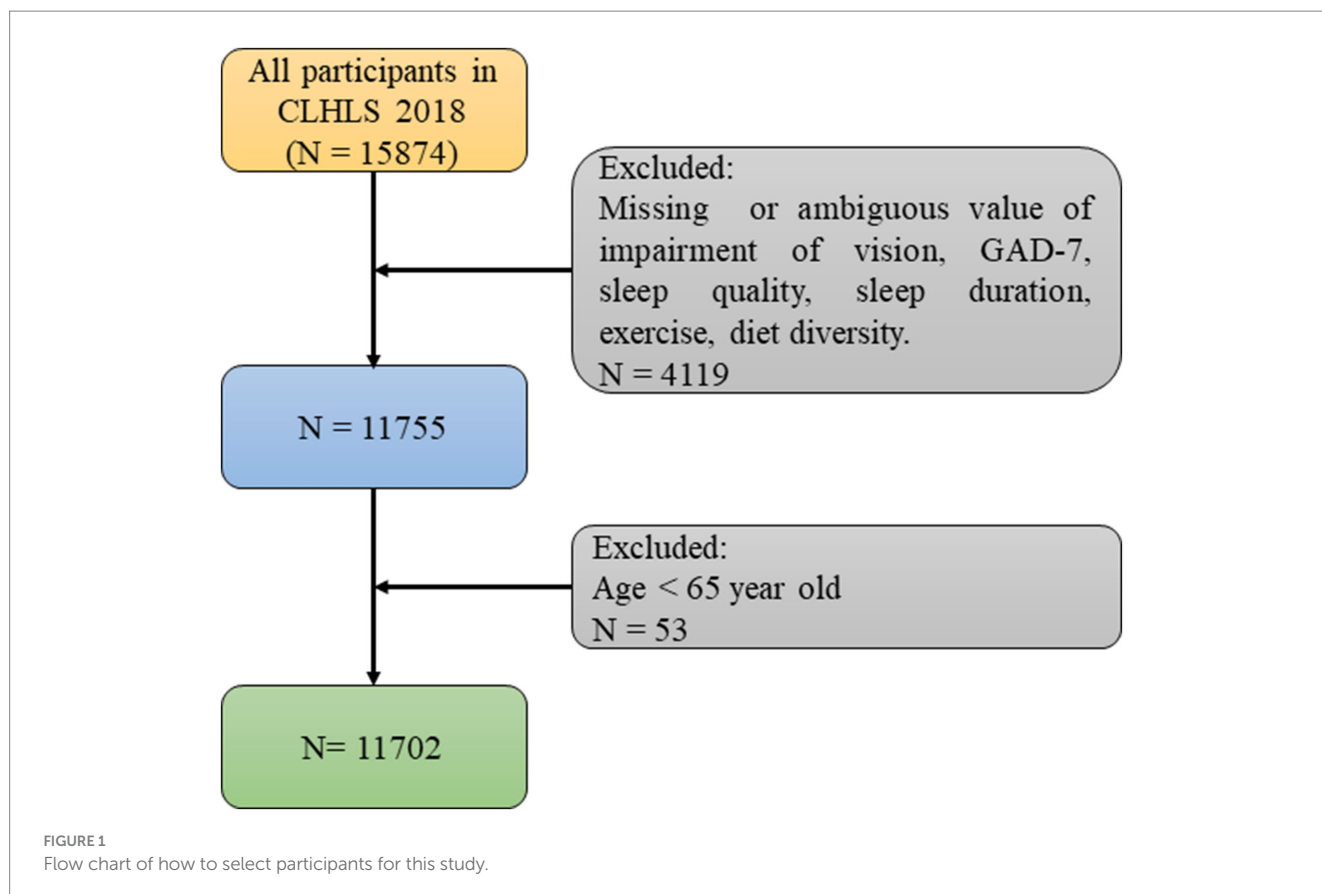 All participants in
CLHLS 2018
(N = 15874)
Excluded:
Missing or ambiguous value of
impairment of vision, GAD-7,
sleep quality, sleep duration,
exercise, diet diversity.
N = 4119
N = 11755
Excluded:
Age < 65 year old
N = 53
N= 11702
FIGURE 1
Flow chart of how to select participants for this study.